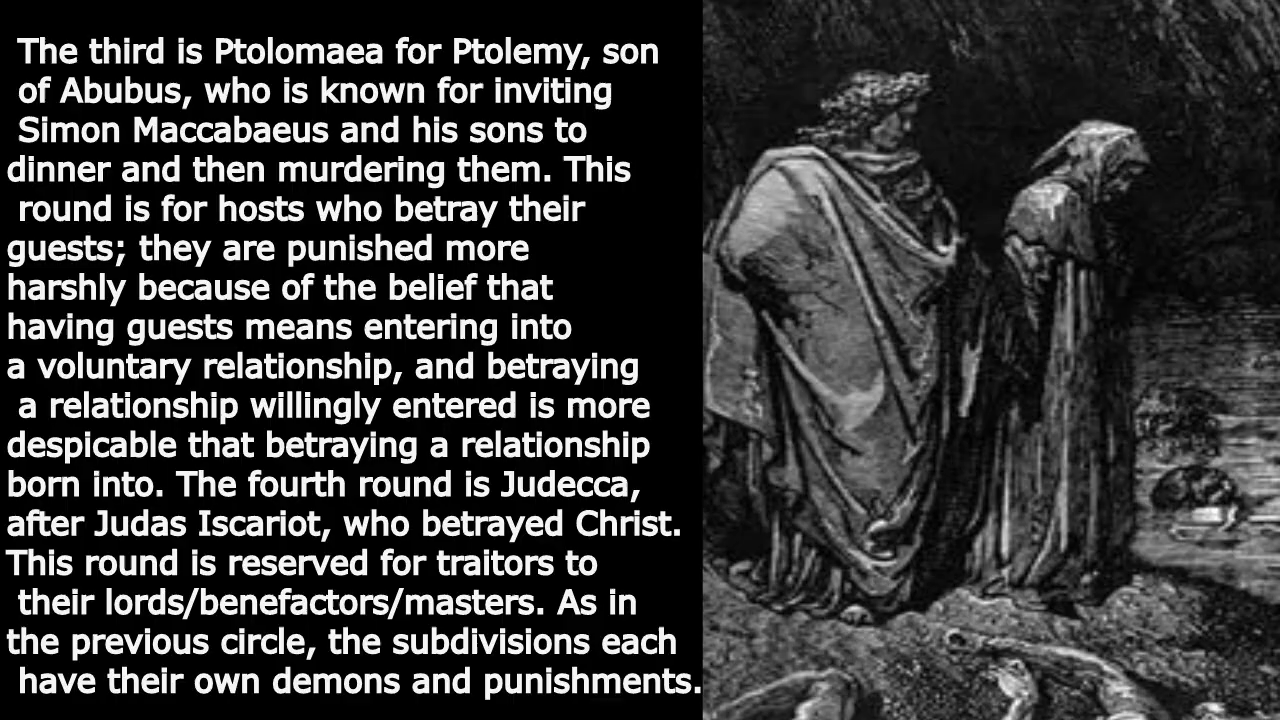 The third is Ptolomaea for Ptolemy, son
of Abubus, who is known for inviting
Simon Maccabaeus and his sons to
dinner and then murdering them. This
round is for hosts who betray their
guests; they are punished more
harshly because of the belief that
having guests means entering into
a voluntary relationship, and betraying
a relationship willingly entered is more
despicable that betraying a relationship
born into. The fourth round is Judecca,
after Judas Iscariot, who betrayed Christ.
This round is reserved for traitors to
their lords/benefactors/masters. As in
the previous circle, the subdivisions each
have their own demons and punishments.